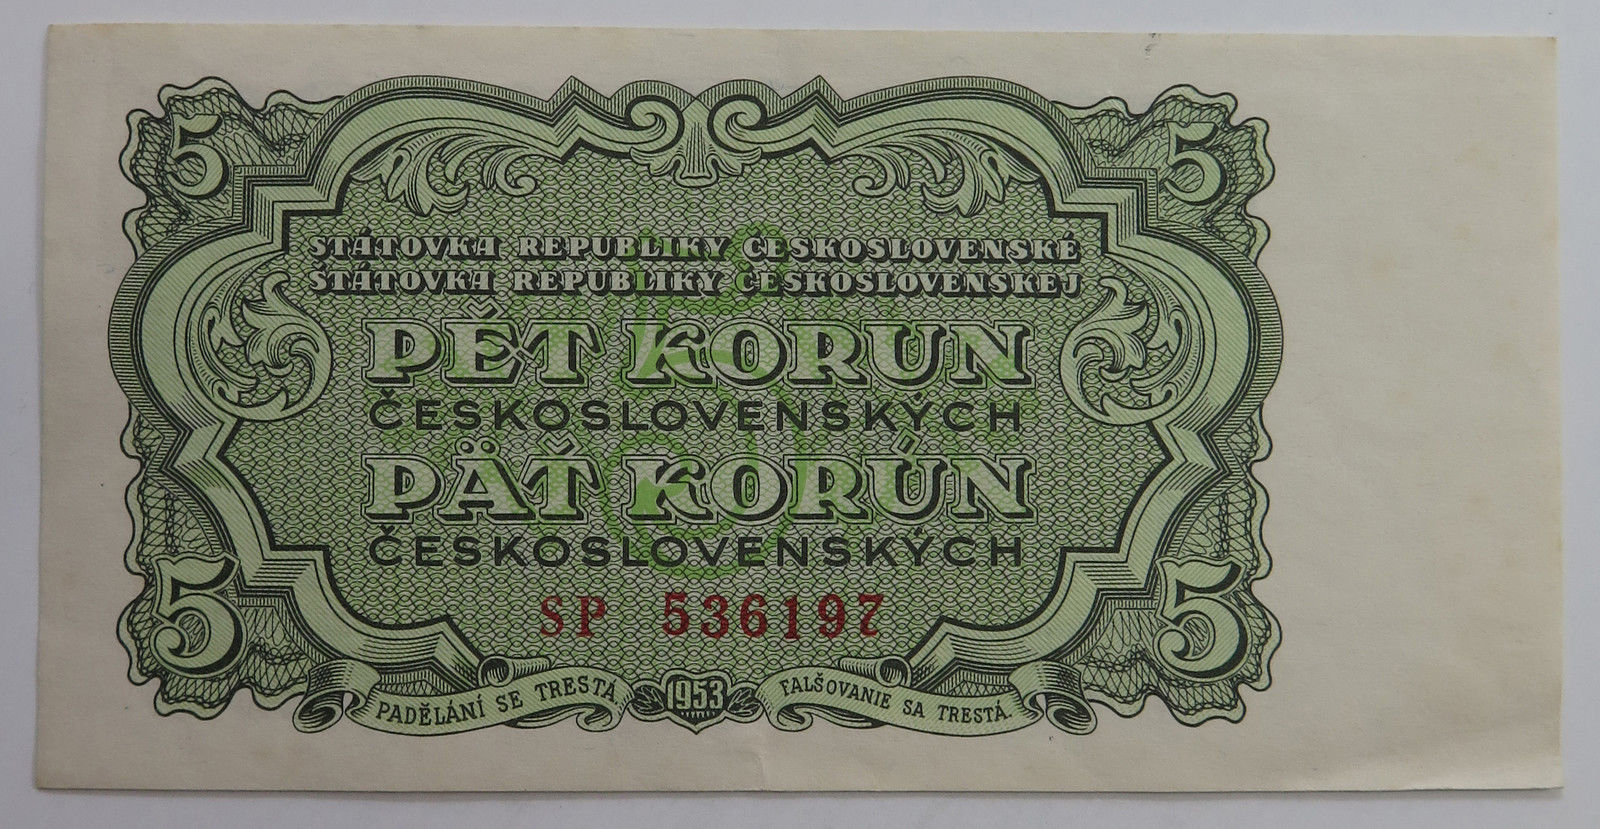 5 5
STÁTOVKA REPUBLIKY ČESKOSLOVENSKÉ
ŠTÁTOVKA REPUBLIKY ČESKOSLOVENSKEJ
PĚT KORUN
ČESKOSLOVENSKÝCH
PÄŤ KORÚN
ČESKOSLOVENSKÝCH
SP 536197
5 5
PADĚLÁNÍ SE TRESTÁ 1953 FALŠOVANIE SA TRESTÁ.